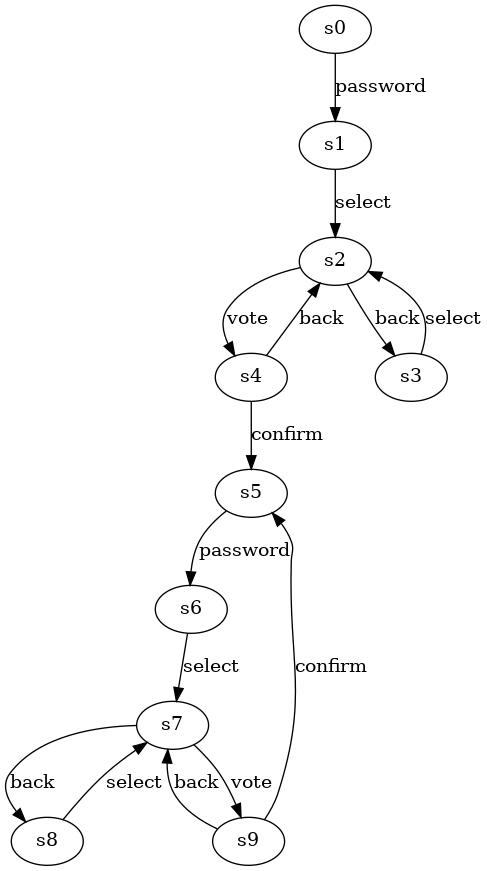 s0
password
s1
select
s2
vote
back
back
select
s4
s3
confirm
s5
password
s6
select
confirm
s7
back
select
back
vote
s8
s9